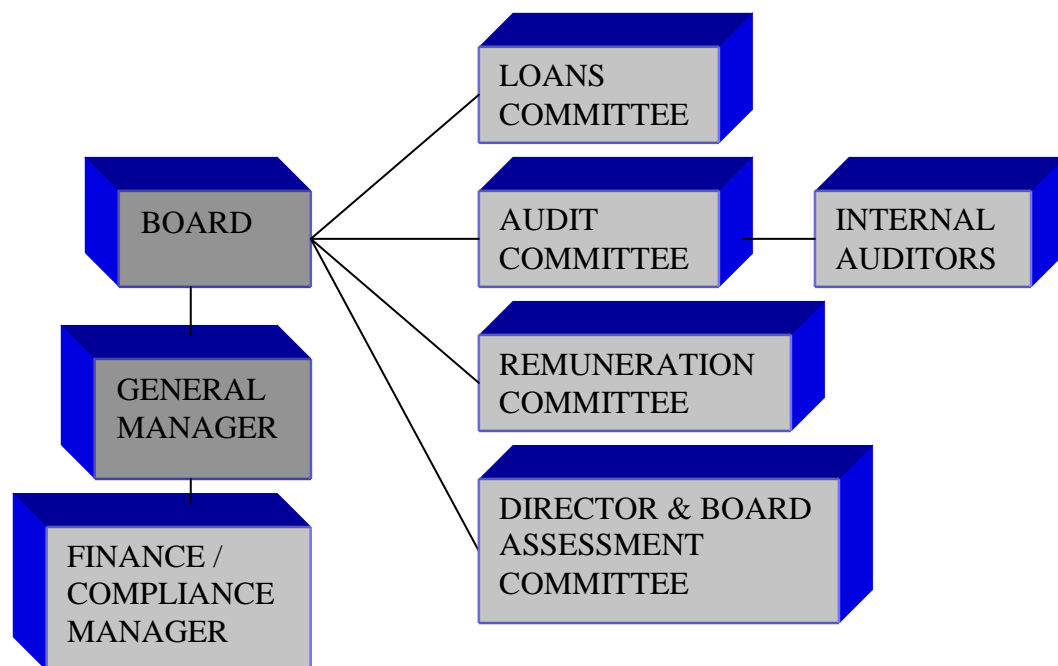 LOANS
COMMITTEE
BOARD
AUDIT
COMMITTEE
INTERNAL
AUDITORS
GENERAL
MANAGER
REMUNERATION
COMMITTEE
FINANCE /
COMPLIANCE
MANAGER
DIRECTOR & BOARD
ASSESSMENT
COMMITTEE